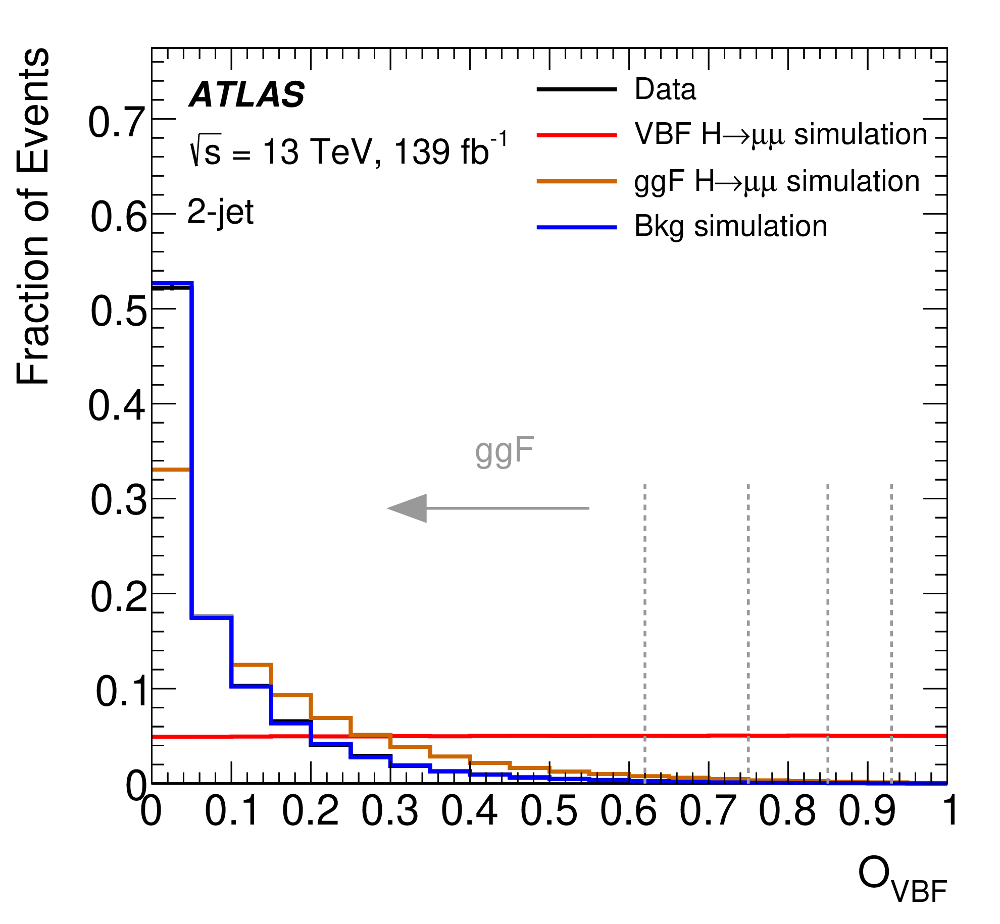 Fraction of Events
ATLAS
√s = 13 TeV, 139 fb⁻¹
2-jet
Data
VBF H→μμ simulation
ggF H→μμ simulation
Bkg simulation
ggF
0.7
0.6
0.5
0.4
0.3
0.2
0.1
0
0 0.1 0.2 0.3 0.4 0.5 0.6 0.7 0.8 0.9 1
O_VBF